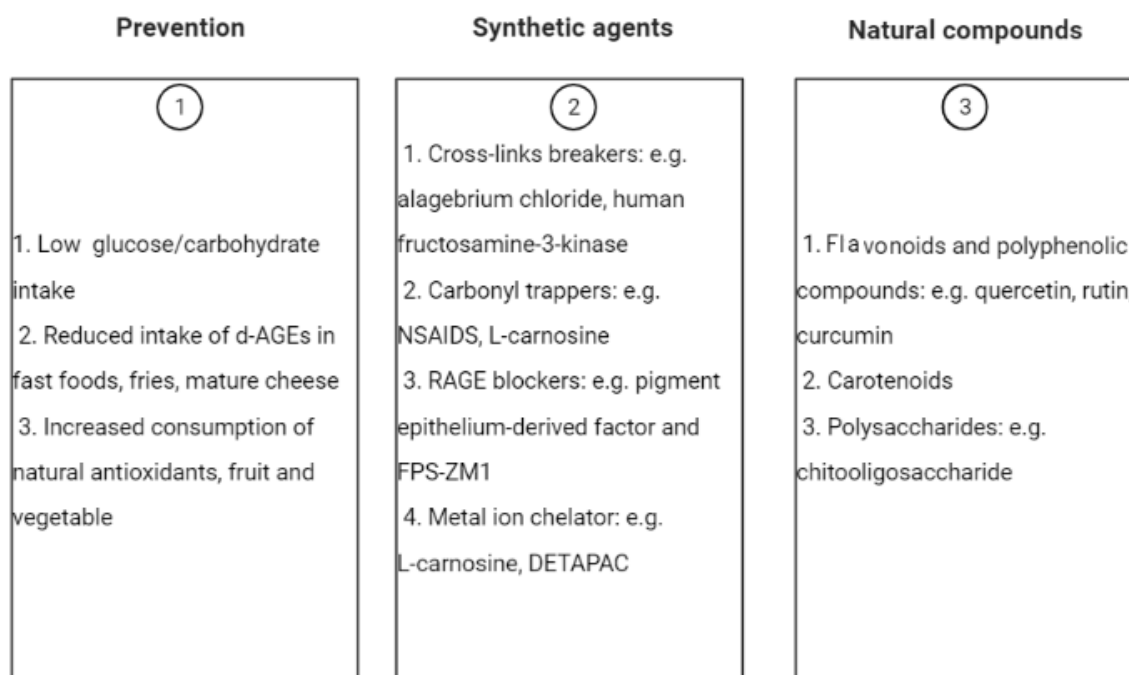 Prevention
1
1. Low glucose/carbohydrate
intake
2. Reduced intake of d-AGEs in
fast foods, fries, mature cheese
3. Increased consumption of
natural antioxidants, fruit and
vegetable
Synthetic agents
2
1. Cross-links breakers: e.g.
alagebrium chloride, human
fructosamine-3-kinase
2. Carbonyl trappers: e.g.
NSAIDS, L-carnosine
3. RAGE blockers: e.g. pigment
epithelium-derived factor and
FPS-ZM1
4. Metal ion chelator: e.g.
L-carnosine, DETAPAC
Natural compounds
3
1. Flavonoids and polyphenolic
compounds: e.g. quercetin, rutin
curcumin
2. Carotenoids
3. Polysaccharides: e.g.
chitooligosaccharide